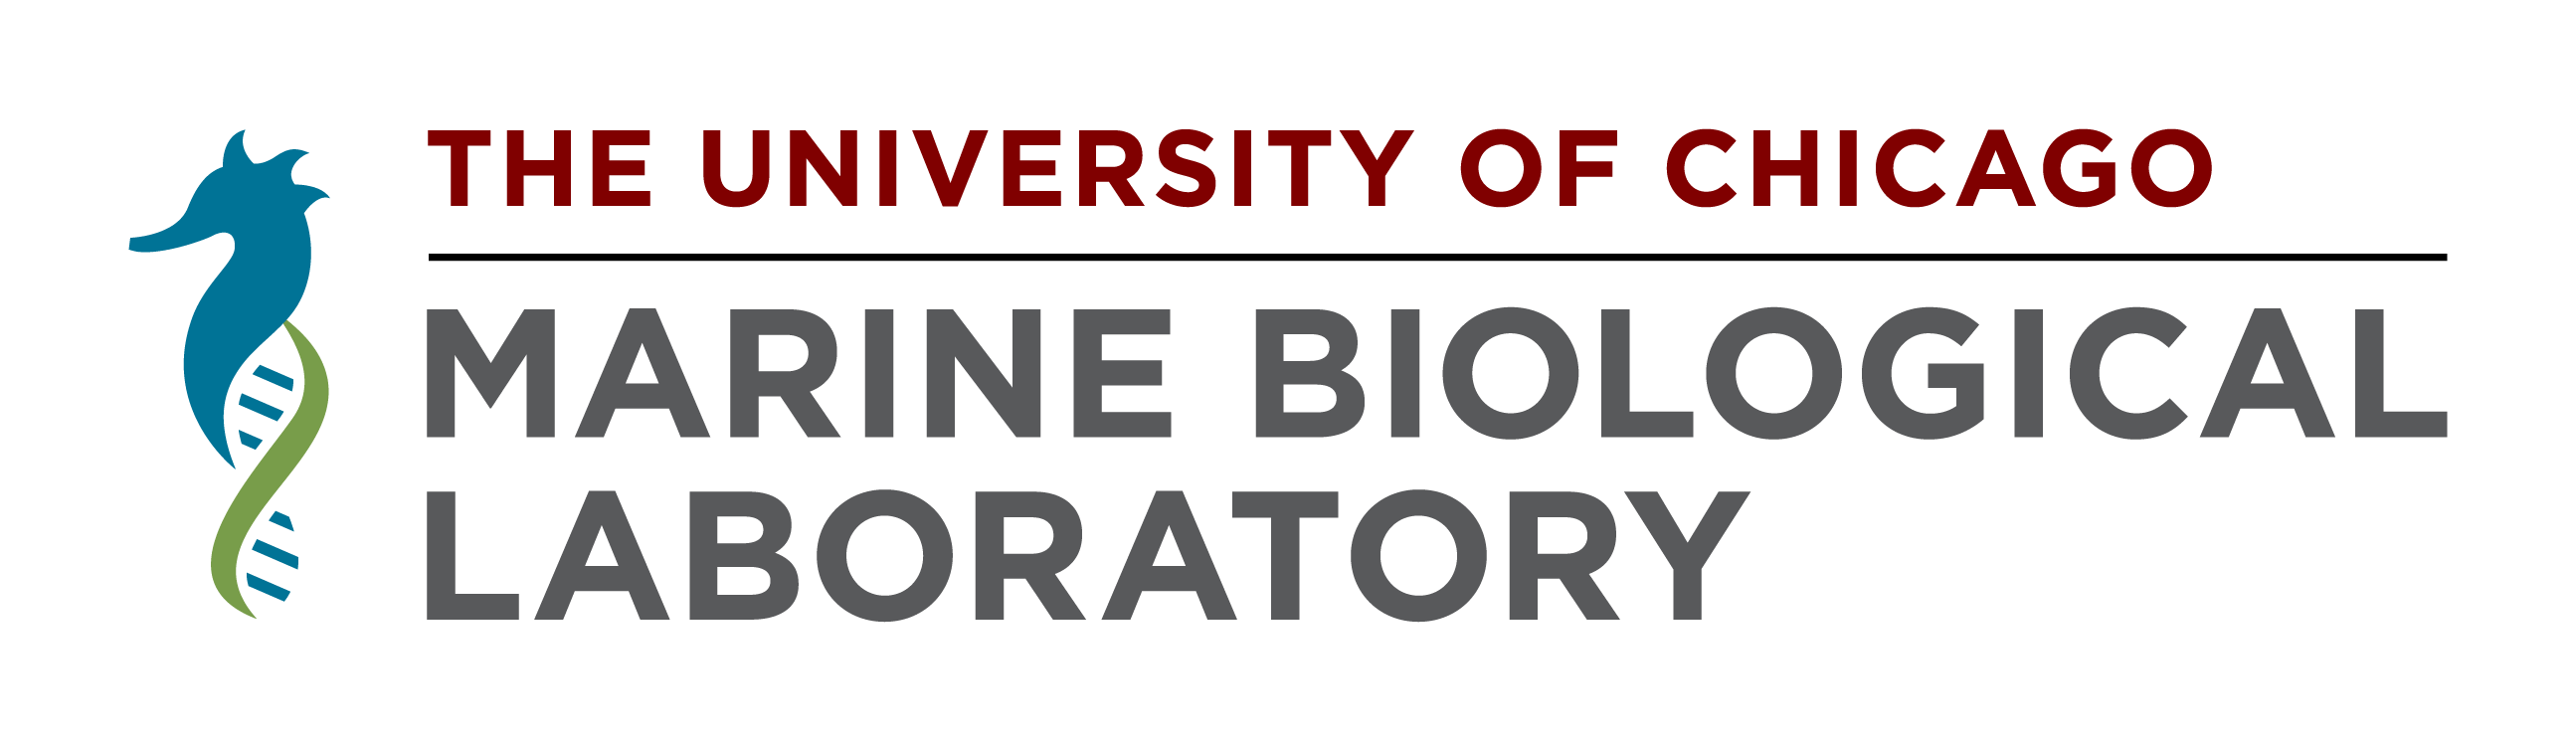 THE UNIVERSITY OF CHICAGO
MARINE BIOLOGICAL
LABORATORY